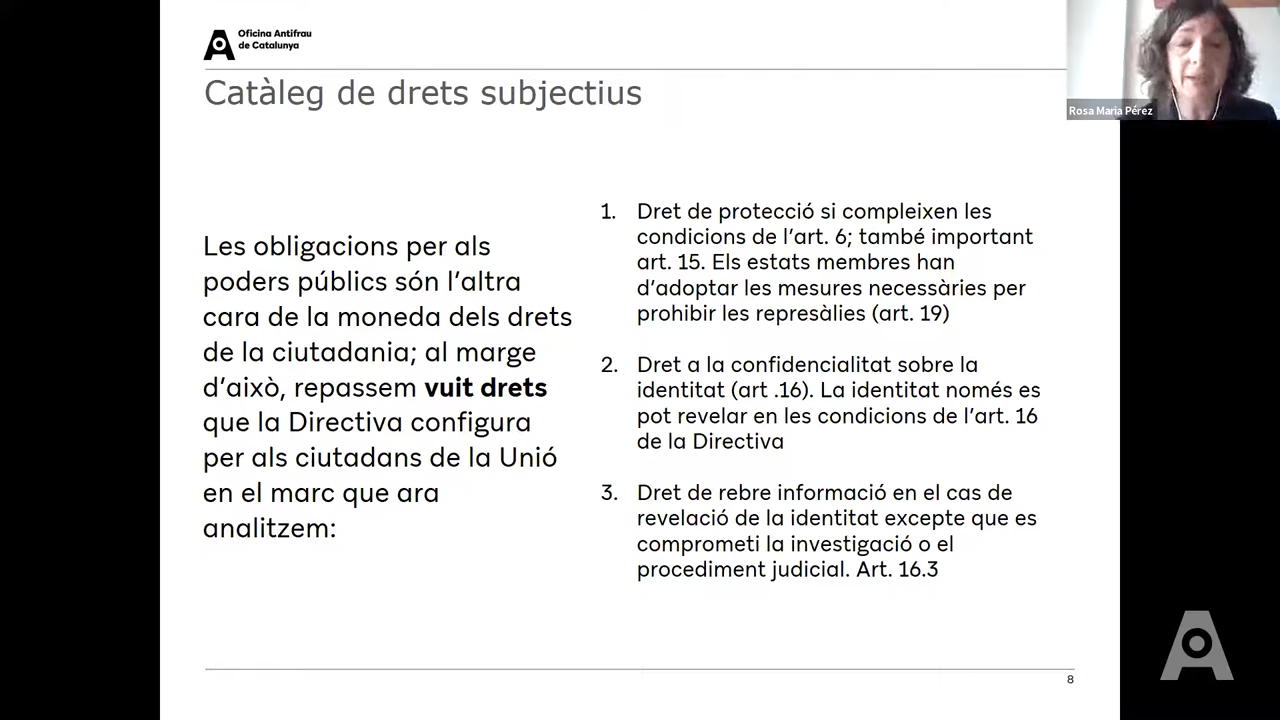 Oficina Antifrau
de Catalunya
Catàleg de drets subjectius
Rosa Maria Pérez
Les obligacions per als
poders públics són l'altra
cara de la moneda dels drets
de la ciutadania; al marge
d'això, repassem vuit drets
que la Directiva configura
per als ciutadans de la Unió
en el marc que ara
analitzem:
1. Dret de protecció si compleixen les
condicions de l'art. 6; també important
art. 15. Els estats membres han
d'adoptar les mesures necessàries per
prohibir les represàlies (art. 19)
2. Dret a la confidencialitat sobre la
identitat (art .16). La identitat només es
pot revelar en les condicions de l'art. 16
de la Directiva
3. Dret de rebre informació en el cas de
revelació de la identitat excepte que es
comprometi la investigació o el
procediment judicial. Art. 16.3
8